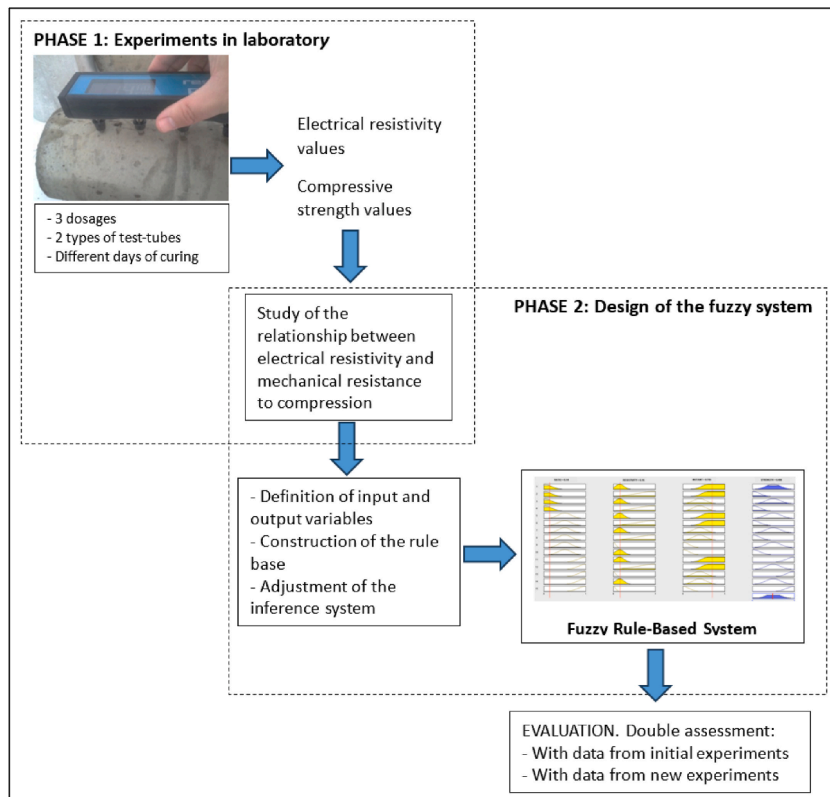 PHASE 1: Experiments in laboratory
Electrical resistivity
values
Compressive
strength values
- 3 dosages
- 2 types of test-tubes
- Different days of curing
PHASE 2: Design of the fuzzy system
Study of the
relationship between
electrical resistivity and
mechanical resistance
to compression
- Definition of input and
output variables
- Construction of the rule
base
- Adjustment of the
inference system
Fuzzy Rule-Based System
EVALUATION. Double assessment:
- With data from initial experiments
- With data from new experiments